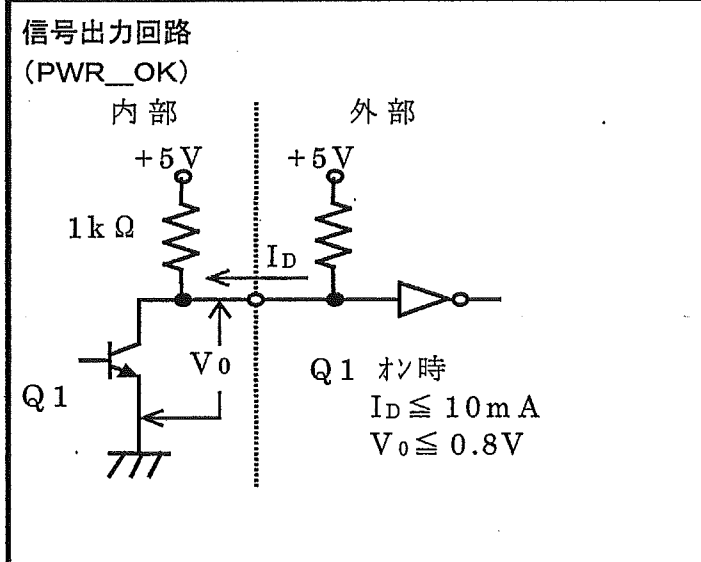 信号出力回路
(PWR__OK)
内部 外部
+5V +5V
1kΩ
ID
V0
Q1
Q1 オン時
ID≦10mA
V0≦0.8V